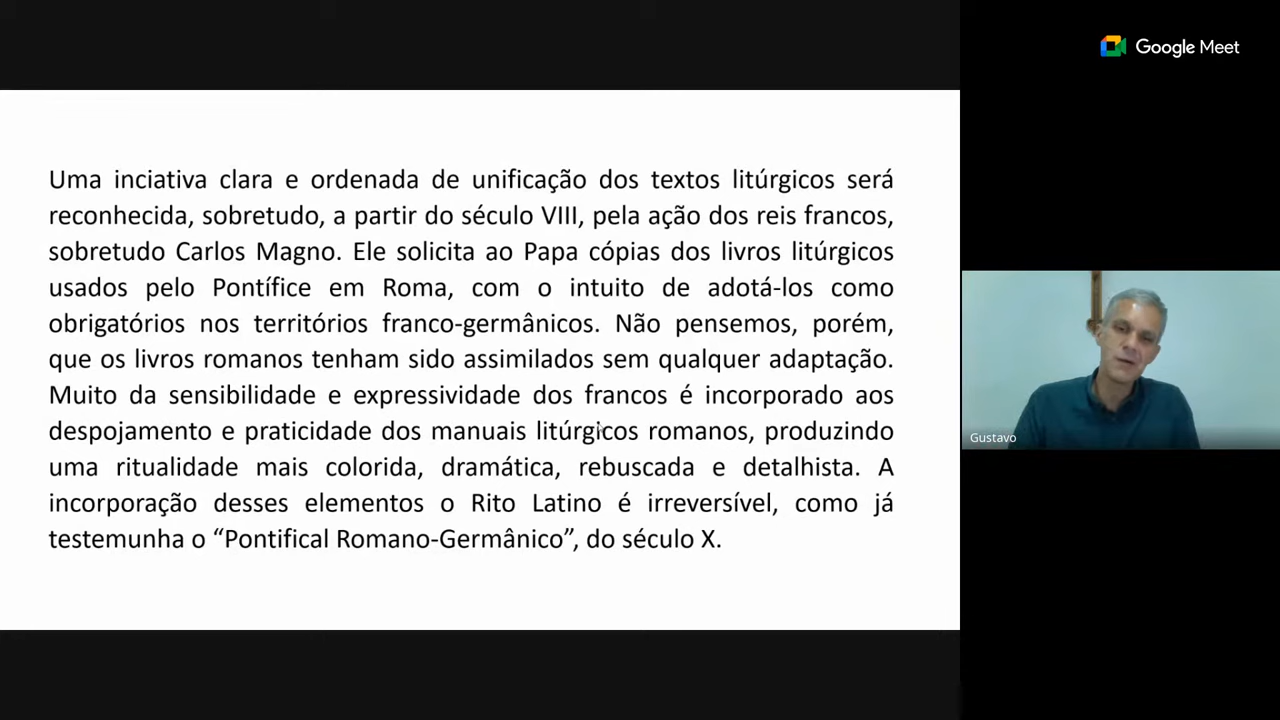 Google Meet
Uma inciativa clara e ordenada de unificação dos textos litúrgicos será
reconhecida, sobretudo, a partir do século VIII, pela ação dos reis francos,
sobretudo Carlos Magno. Ele solicita ao Papa cópias dos livros litúrgicos
usados pelo Pontífice em Roma, com o intuito de adotá-los como
obrigatórios nos territórios franco-germânicos. Não pensemos, porém,
que os livros romanos tenham sido assimilados sem qualquer adaptação.
Muito da sensibilidade e expressividade dos francos é incorporado aos
despojamento e praticidade dos manuais litúrgicos romanos, produzindo
uma ritualidade mais colorida, dramática, rebuscada e detalhista. A
incorporação desses elementos o Rito Latino é irreversível, como já
testemunha o “Pontifical Romano-Germânico”, do século X.
Gustavo